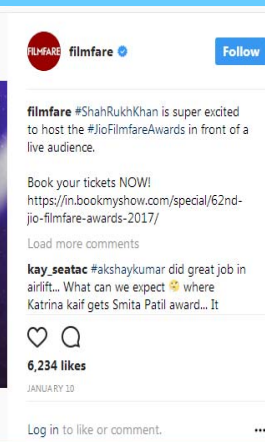 FILMFARE
filmfare
Follow
filmfare #ShahRukhKhan is super excited
to host the #JioFilmfareAwards in front of a
live audience.
Book your tickets NOW!
https://in.bookmyshow.com/special/62nd-
jio-filmfare-awards-2017/
Load more comments
kay_seatac #akshaykumar did great job in
airlift... What can we expect 😴 where
Katrina kaif gets Smita Patil award... It
6,234 likes
JANUARY 10
Log in to like or comment.
...